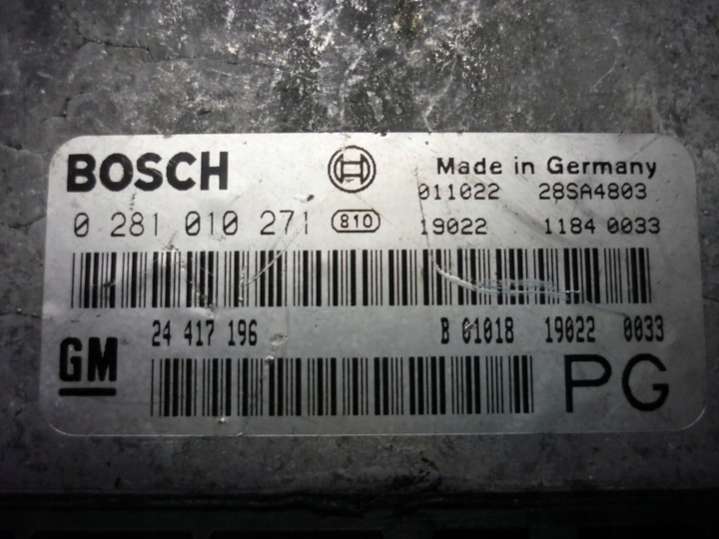 BOSCH Made in Germany
011022 28SA4803
0 281 010 271 810 19022 1184 0033
24 417 196 B 01018 19022 0033
GM PG